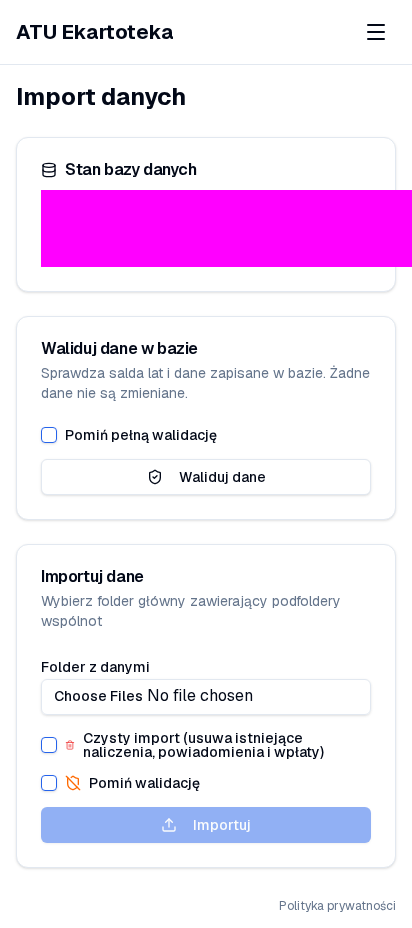 ATU Ekartoteka
Import danych
Stan bazy danych
Waliduj dane w bazie
Sprawdza salda lat i dane zapisane w bazie. Żadne
dane nie są zmieniane.
Pomiń pełną walidację
Waliduj dane
Importuj dane
Wybierz folder główny zawierający podfoldery
wspólnot
Folder z danymi
Choose Files No file chosen
Czysty import (usuwa istniejące
naliczenia, powiadomienia i wpłaty)
Pomiń walidację
Importuj
Polityka prywatności